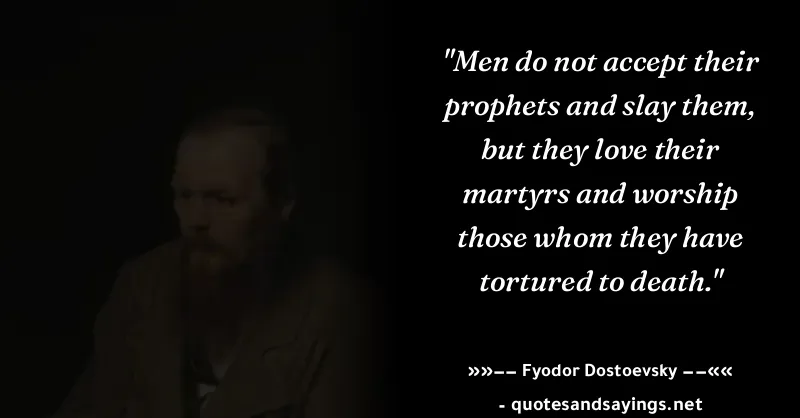 "Men do not accept their
prophets and slay them,
but they love their
martyrs and worship
those whom they have
tortured to death."
»»−− Fyodor Dostoevsky −−««
- quotesandsayings.net